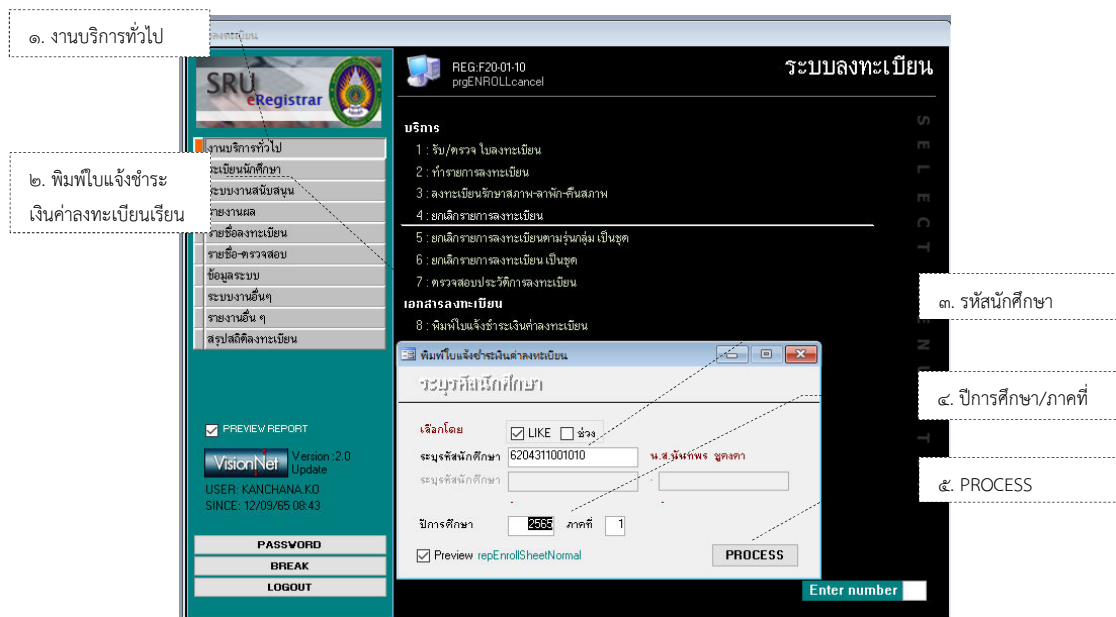 ๑. งานบริการทั่วไป
๒. พิมพ์ใบแจ้งชำระ
เงินค่าลงทะเบียนเรียน
SRU
eRegistrar
งานบริการทั่วไป
ระเบียนนักศึกษา
ระบบงานสนับสนุน
รายงานผล
รายชื่อลงทะเบียน
รายชื่อ-ตรวจสอบ
ข้อมูลระบบ
ระบบงานอื่นๆ
รายงานอื่น ๆ
สรุปสถิติลงทะเบียน
PREVIEW REPORT
VisionNet
Version :2.0
Update
USER: KANCHANA.KO
SINCE: 12/09/65 08:43
PASSWORD
BREAK
LOGOUT
REG:F20-01-10
prgENROLLcancel
ระบบลงทะเบียน
บริการ
1 : รับ/ตรวจ ใบลงทะเบียน
2 : ทำรายการลงทะเบียน
3 : ลงทะเบียนรักษาสภาพ-ลาพัก-คืนสภาพ
4 : ยกเลิกรายการลงทะเบียน
5 : ยกเลิกรายการลงทะเบียนตามรุ่นกลุ่ม เป็นชุด
6 : ยกเลิกรายการลงทะเบียน เป็นชุด
7 : ตรวจสอบประวัติการลงทะเบียน
เอกสารลงทะเบียน
8 : พิมพ์ใบแจ้งชำระเงินค่าลงทะเบียน
พิมพ์ใบแจ้งชำระเงินค่าลงทะเบียน
ระบุรหัสนักศึกษา
เลือกโดย LIKE ช่วง
ระบุรหัสนักศึกษา 6204311001010 น.ส.นันทพร
ระบุรหัสนักศึกษา -
ปีการศึกษา 2565 ภาคที่ 1
Preview repEnrollSheetNormal
PROCESS
Enter number
๓. รหัสนักศึกษา
๔. ปีการศึกษา/ภาคที่
๕. PROCESS